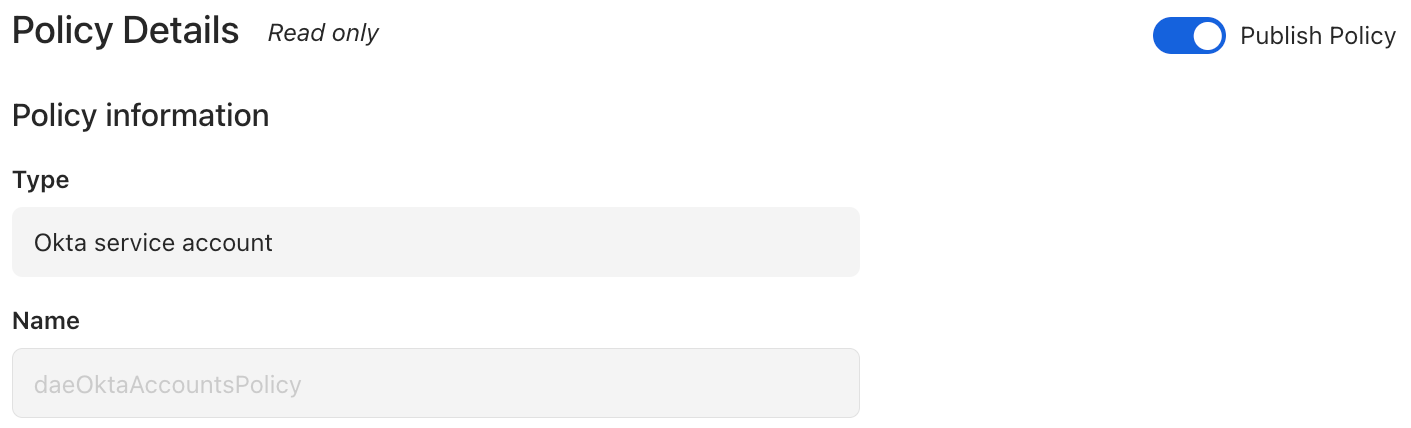 Policy Details Read only Publish Policy
Policy information
Type
Okta service account
Name
daeOktaAccountsPolicy